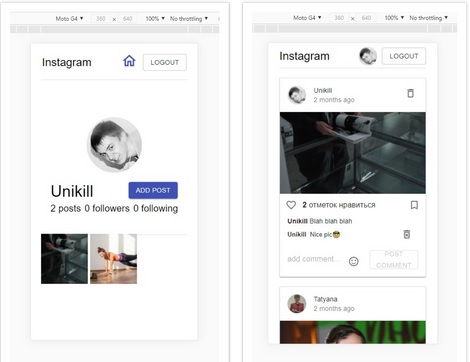 Moto G4 ▼ 360 × 640 100% ▼ No throttling ▼
Instagram LOGOUT
Unikill ADD POST
2 posts 0 followers 0 following
Moto G4 ▼ 360 × 640 100% ▼ No throttling ▼
Instagram LOGOUT
Unikill
2 months ago
2 отметок нравиться
Unikill Blah blah blah
Unikill Nice pic😎
add comment... POST
COMMENT
Tatyana
2 months ago